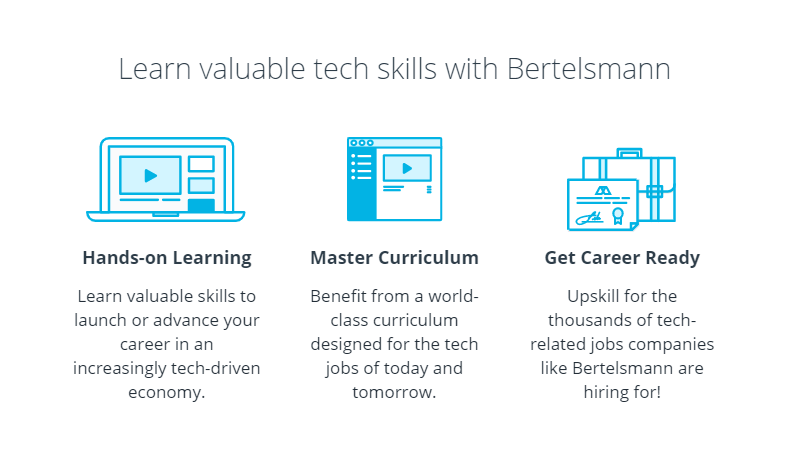 Learn valuable tech skills with Bertelsmann
Hands-on Learning
Learn valuable skills to
launch or advance your
career in an
increasingly tech-driven
economy.
Master Curriculum
Benefit from a world-
class curriculum
designed for the tech
jobs of today and
tomorrow.
Get Career Ready
Upskill for the
thousands of tech-
related jobs companies
like Bertelsmann are
hiring for!